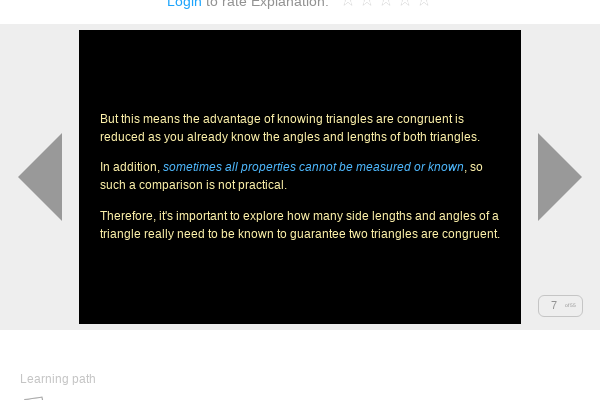 Login to rate Explanation:
But this means the advantage of knowing triangles are congruent is
reduced as you already know the angles and lengths of both triangles.
In addition, sometimes all properties cannot be measured or known, so
such a comparison is not practical.
Therefore, it's important to explore how many side lengths and angles of a
triangle really need to be known to guarantee two triangles are congruent.
7
Learning path